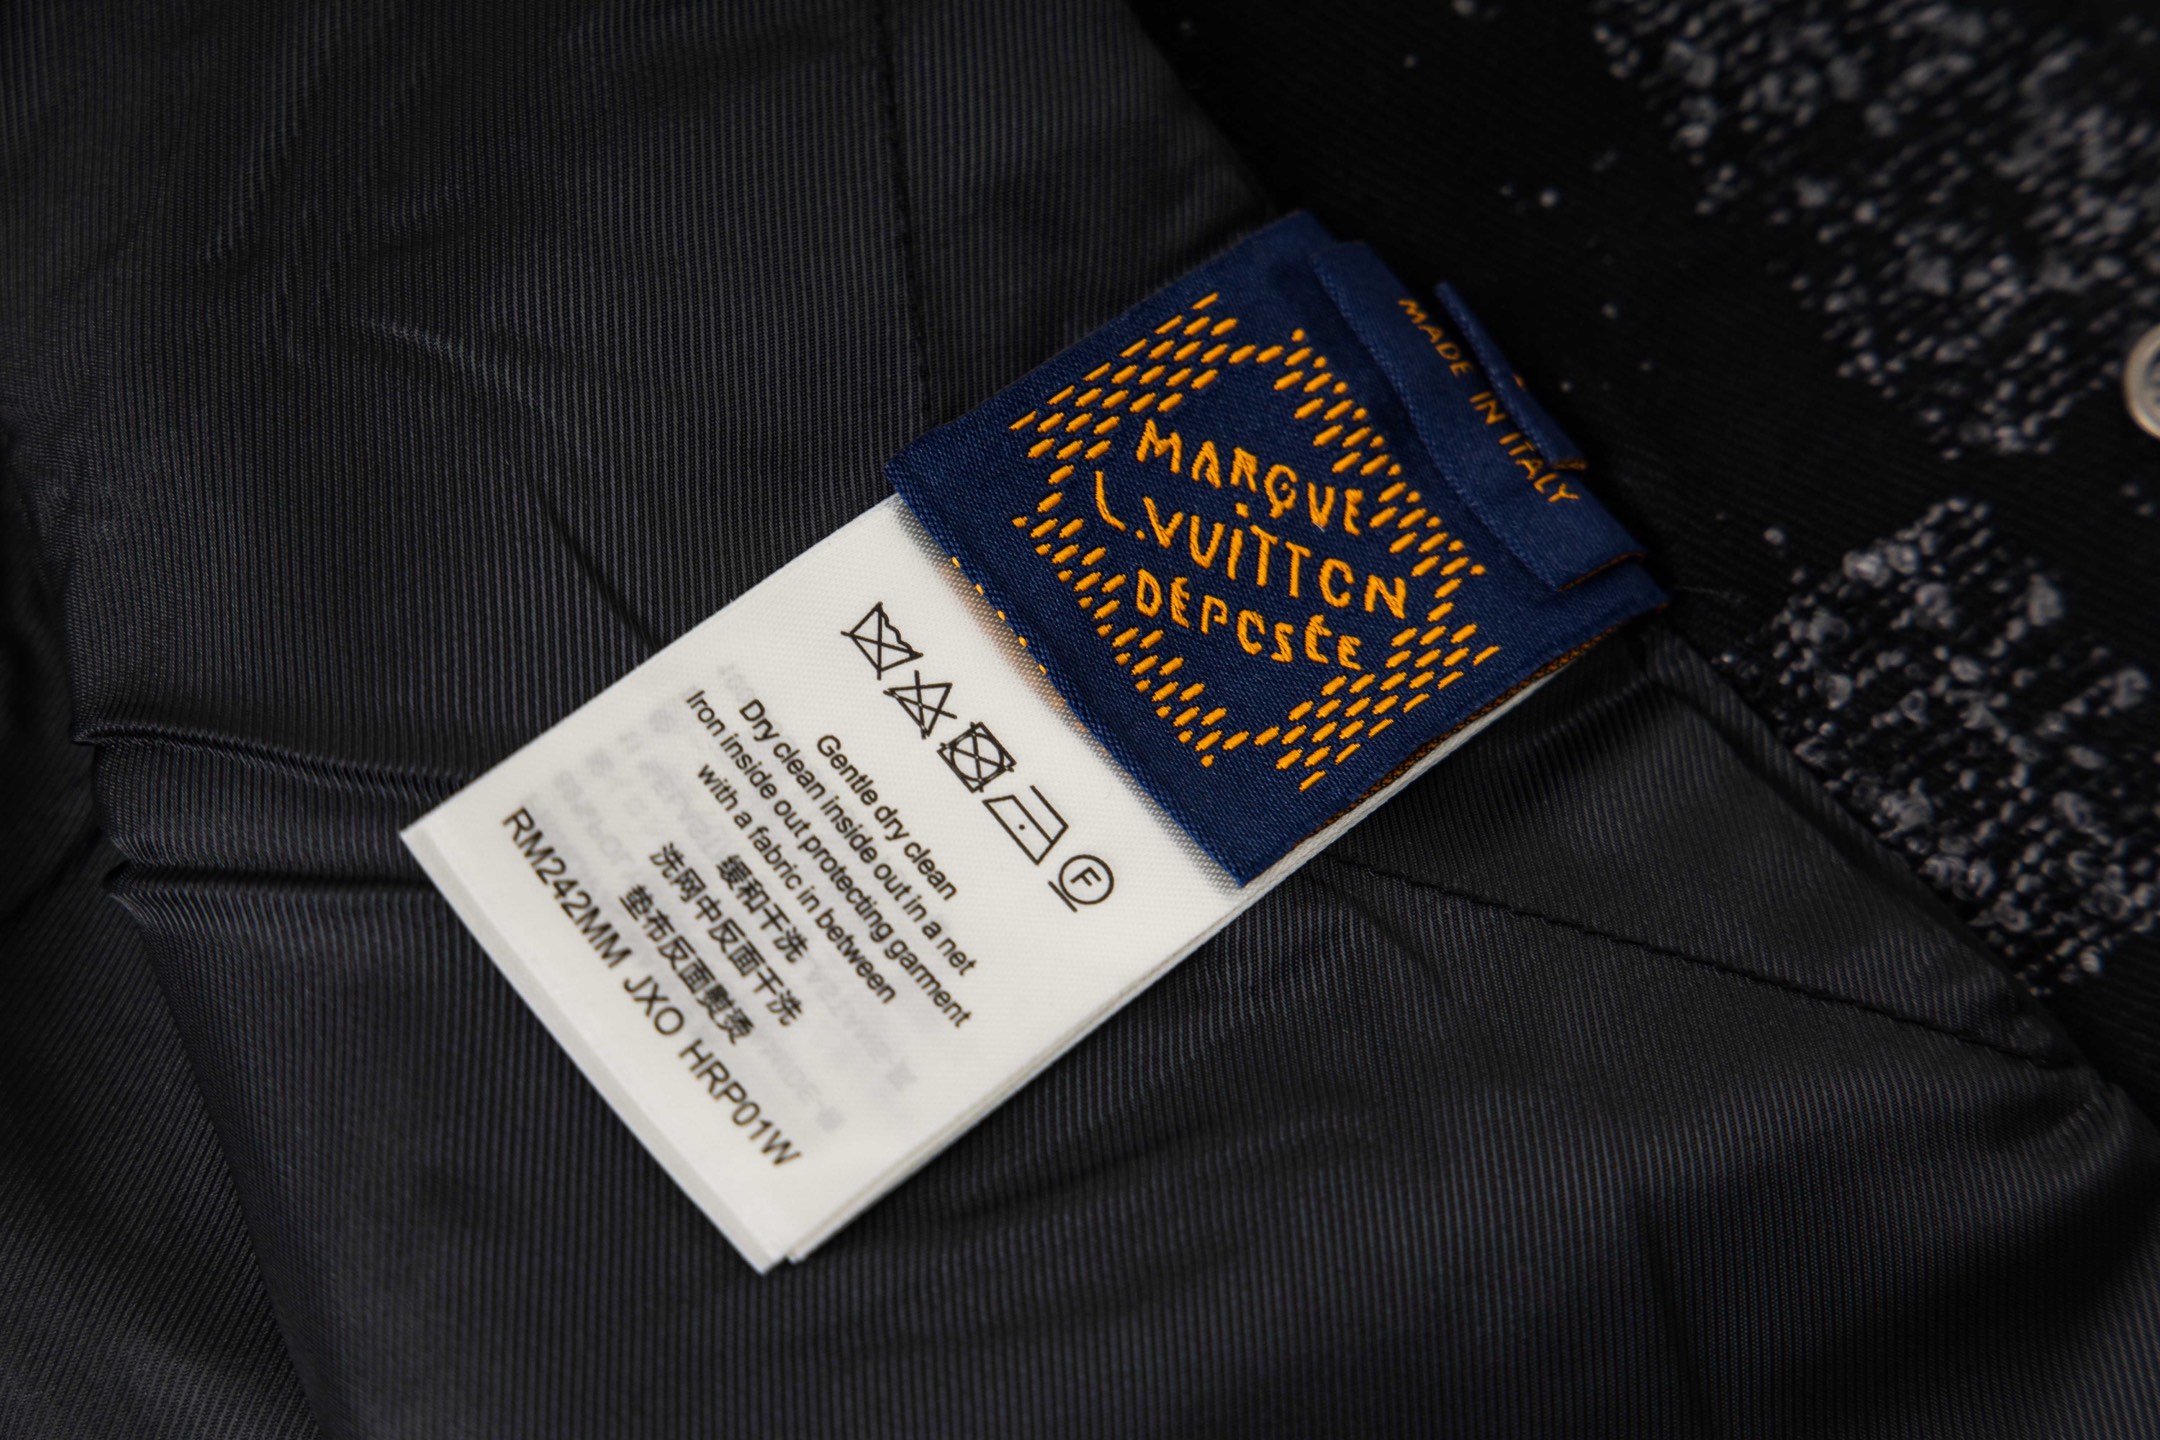 MADE IN ITALY
MARQUE
L.VUITTON
DÉPOSÉE
F
Gentle dry clean
Dry clean inside out in a net
Iron inside out protecting garment
with a fabric in between
缓和干洗
洗网中反面干洗
垫布反面熨烫
RM242MM JXO HRP01W